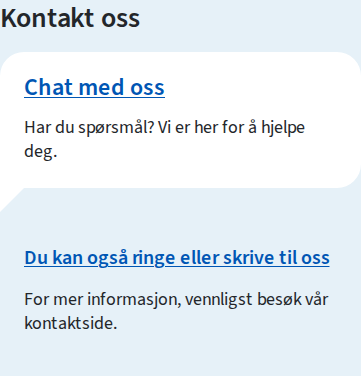 Kontakt oss
Chat med oss
Har du spørsmål? Vi er her for å hjelpe
deg.
Du kan også ringe eller skrive til oss
For mer informasjon, vennligst besøk vår
kontaktside.